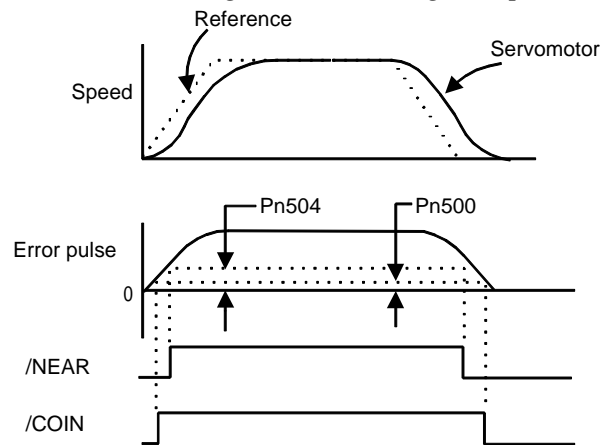 Reference
Servomotor
Speed
Pn504
Pn500
Error pulse
0
/NEAR
/COIN